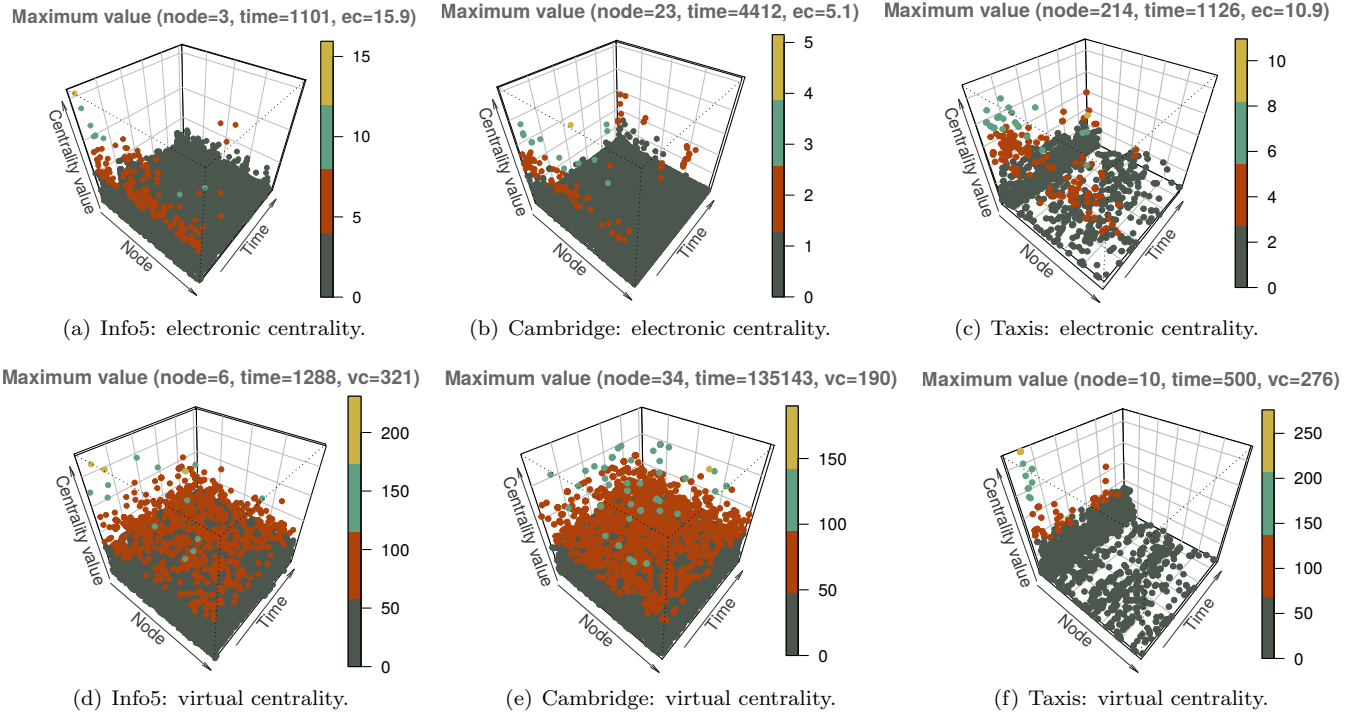 Maximum value (node=3, time=1101, ec=15.9)
Centrality value
Node
Time
15
10
5
0
(a) Info5: electronic centrality.
Maximum value (node=23, time=4412, ec=5.1)
Centrality value
Node
Time
5
4
3
2
1
0
(b) Cambridge: electronic centrality.
Maximum value (node=214, time=1126, ec=10.9)
Centrality value
Node
Time
10
8
6
4
2
0
(c) Taxis: electronic centrality.
Maximum value (node=6, time=1288, vc=321)
Centrality value
Node
Time
200
150
100
50
0
(d) Info5: virtual centrality.
Maximum value (node=34, time=135143, vc=190)
Centrality value
Node
Time
150
100
50
0
(e) Cambridge: virtual centrality.
Maximum value (node=10, time=500, vc=276)
Centrality value
Node
Time
250
200
150
100
50
0
(f) Taxis: virtual centrality.